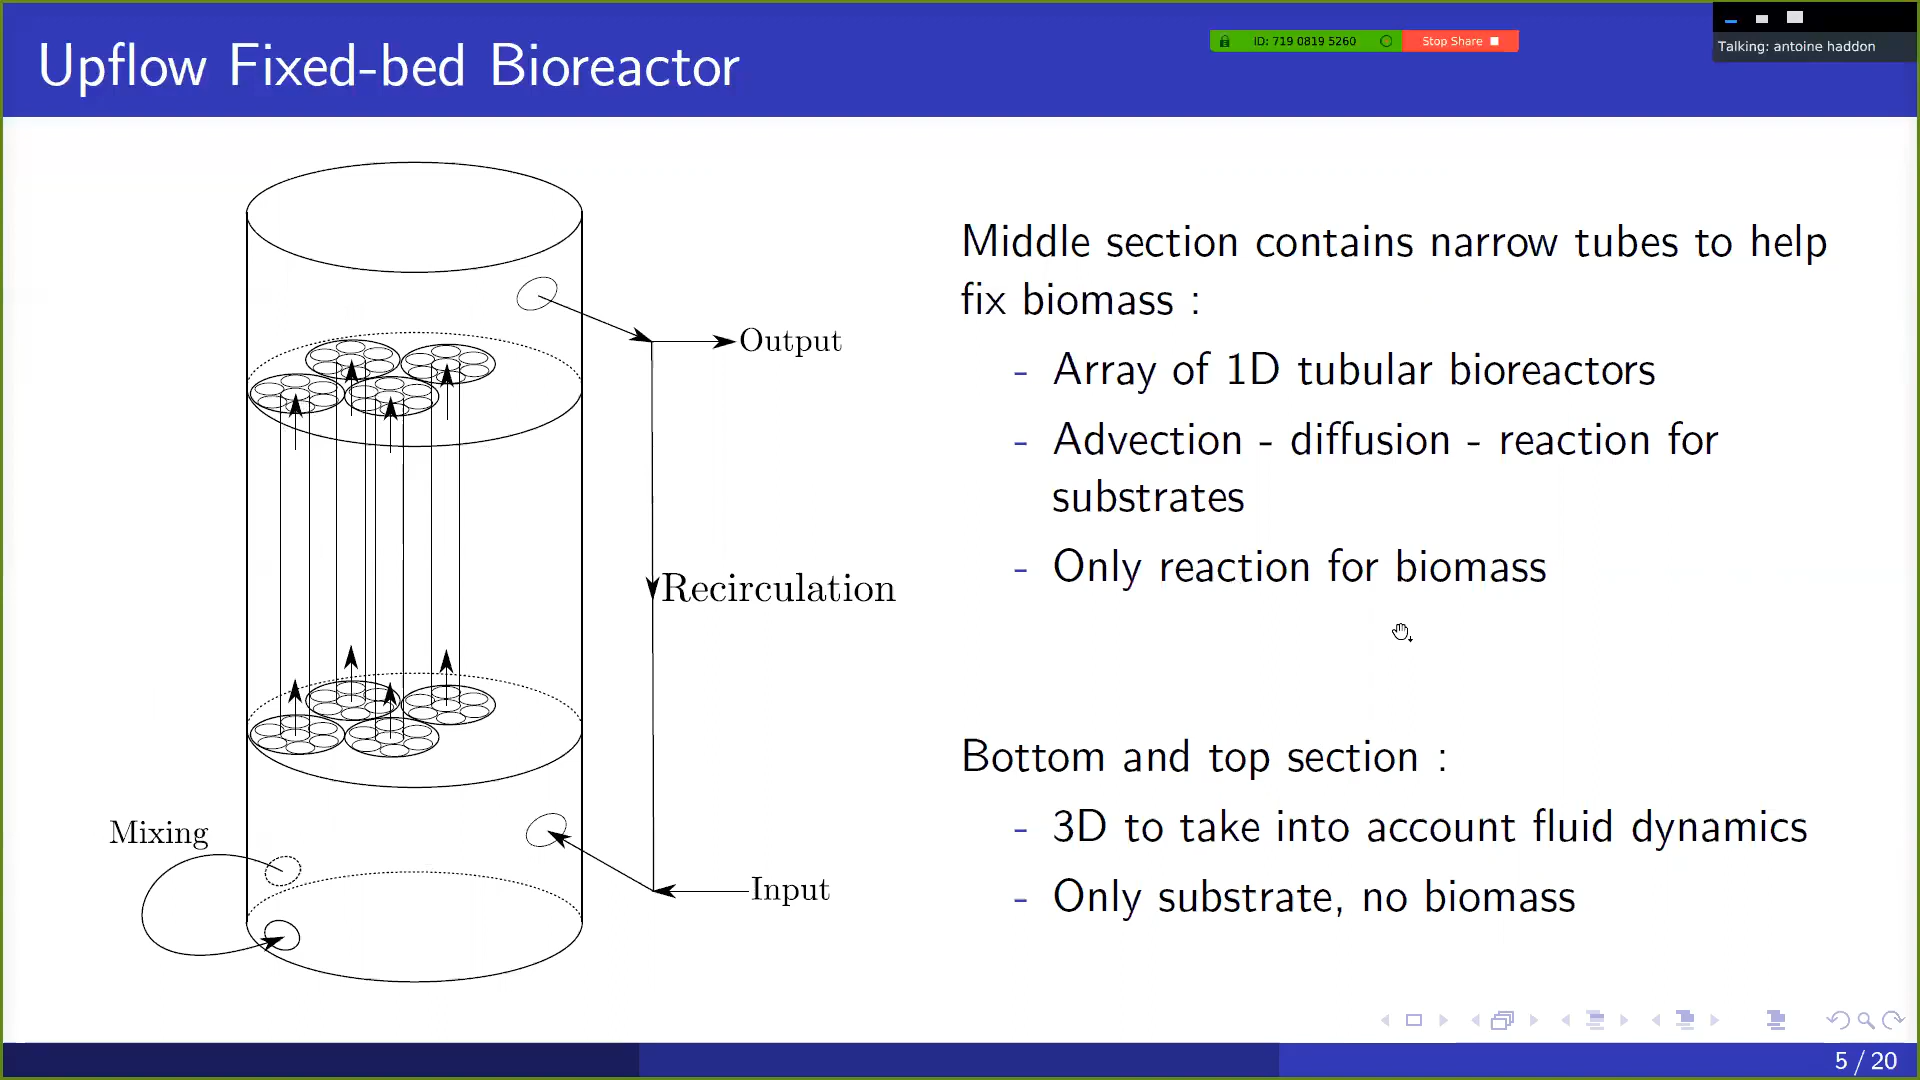 Upflow Fixed-bed Bioreactor
ID: 719 0819 5260
Stop Share
Talking: antoine haddon
Output
Recirculation
Mixing
Input
Middle section contains narrow tubes to help
fix biomass :
- Array of 1D tubular bioreactors
- Advection - diffusion - reaction for
substrates
- Only reaction for biomass
Bottom and top section :
- 3D to take into account fluid dynamics
- Only substrate, no biomass
5 / 20